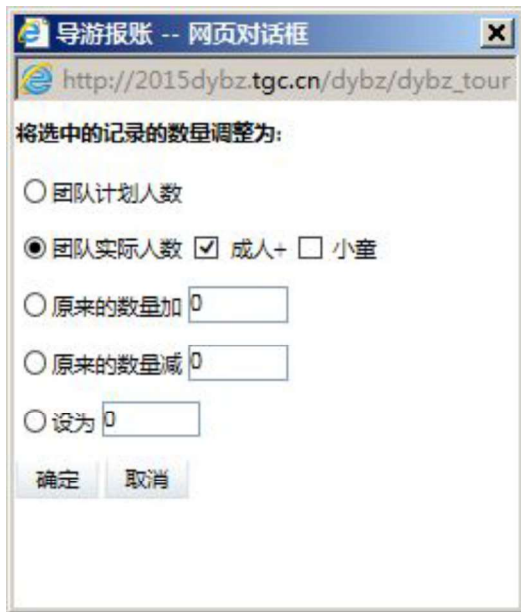 导游报账 -- 网页对话框
http://2015dybz.tgc.cn/dybz/dybz_tour
将选中的记录的数量调整为:
团队计划人数
团队实际人数 成人+ 小童
原来的数量加 0
原来的数量减 0
设为 0
确定 取消